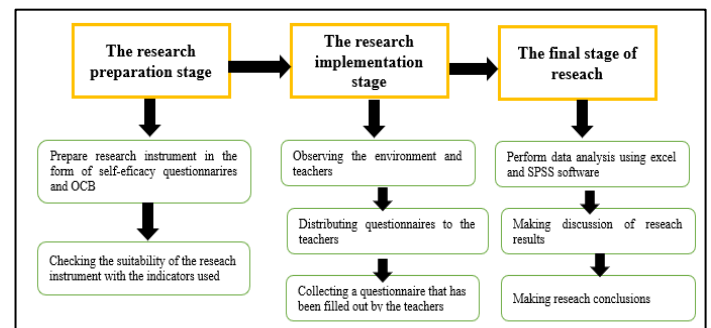 The research
preparation stage
The research
implementation
stage
The final stage of
reseach
Prepare research instrument in the
form of self-eficacy questionnarires
and OCB
Checking the suitability of the reseach
instrument with the indicators used
Observing the environment and
teachers
Distributing questionnaires to the
teachers
Collecting a questionnaire that has
been filled out by the teachers
Perform data analysis using excel
and SPSS software
Making discussion of reseach
results
Making reseach conclusions